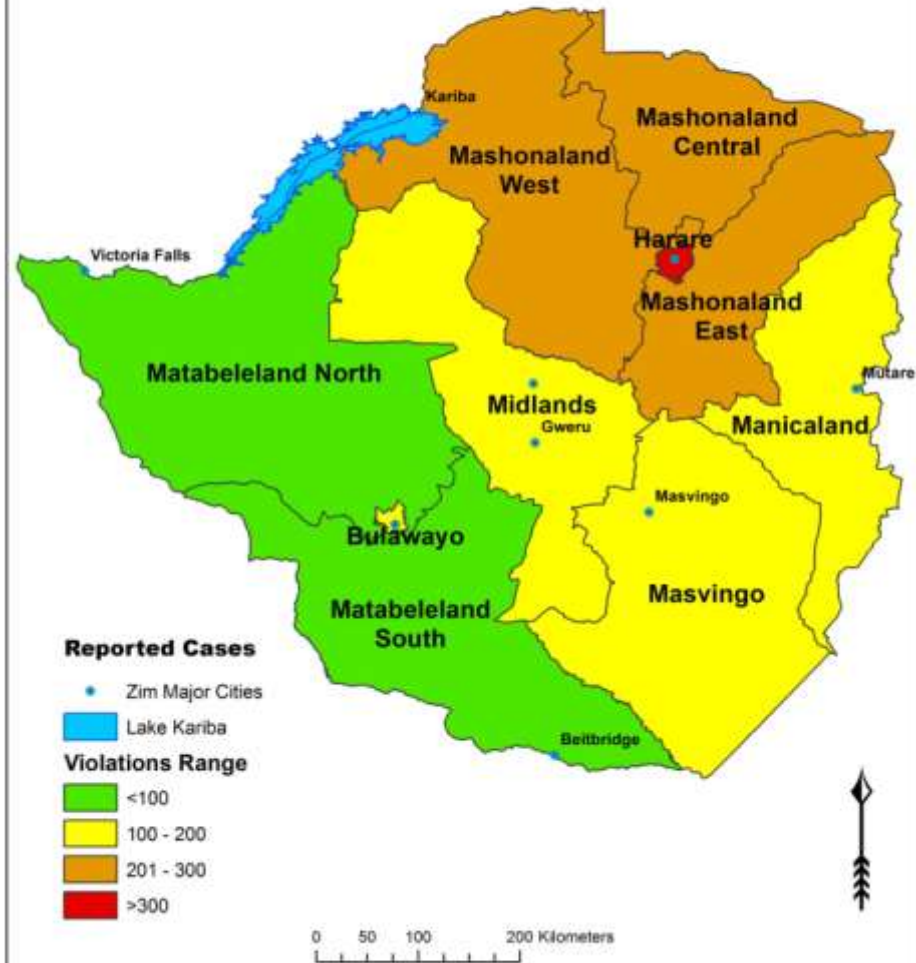 Kariba
Mashonaland
Central
Mashonaland
West
Harare
Victoria Falls
Mashonaland
East
Matabeleland North
Mutare
Midlands
Gweru
Manicaland
Masvingo
Bulawayo
Masvingo
Matabeleland
South
Reported Cases
Zim Major Cities
Lake Kariba
Beitbridge
Violations Range
<100
100 - 200
201 - 300
>300
0 50 100 200 Kilometers